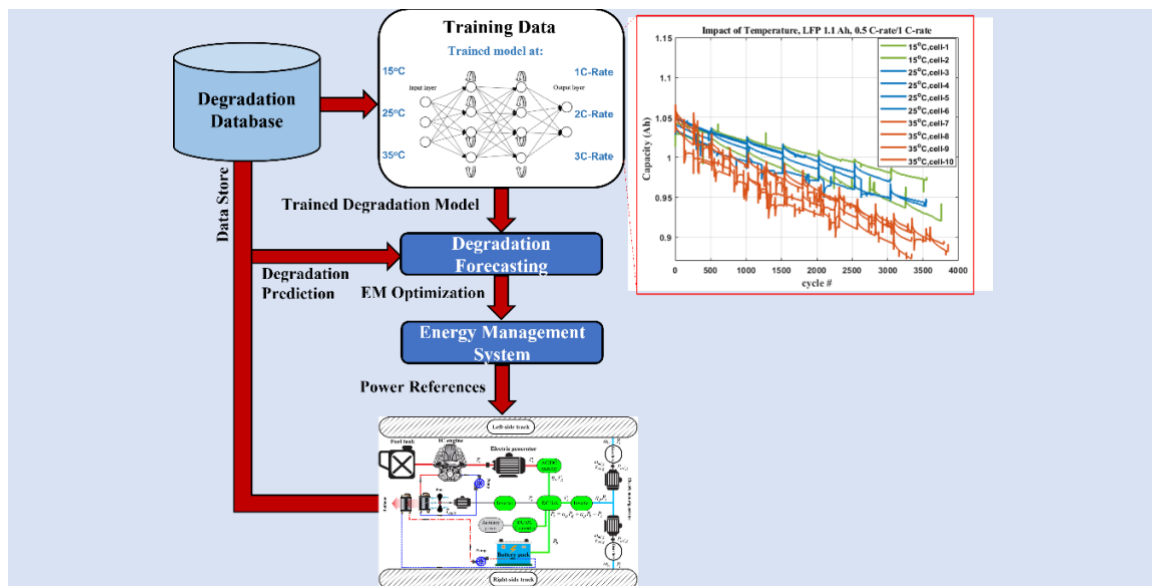 Training Data
Trained model at:
15°C
1C-Rate
Input layer
Output layer
25°C
2C-Rate
35°C
3C-Rate
Degradation
Database
Data Store
Trained Degradation Model
Degradation
Forecasting
Degradation
Prediction
EM Optimization
Energy Management
System
Power References
Left-side track
Fuel tank
IC engine
Electric generator
Battery pack
Pump
Right-side track
Impact of Temperature, LFP 1.1 Ah, 0.5 C-rate/1 C-rate
15°C,cell-1
15°C,cell-2
25°C,cell-3
25°C,cell-4
25°C,cell-5
25°C,cell-6
35°C,cell-7
35°C,cell-8
35°C,cell-9
35°C,cell-10
Capacity (Ah)
1.15
1.1
1.05
1
0.95
0.9
0
500
1000
1500
2000
2500
3000
3500
4000
cycle #